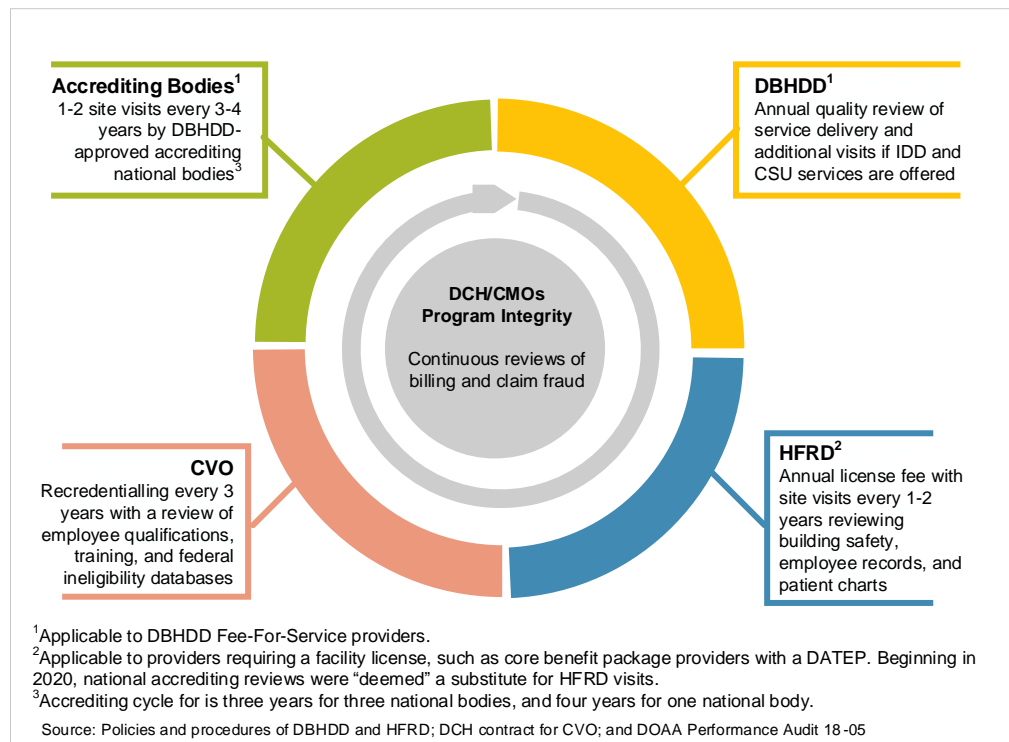 Accrediting Bodies1
1-2 site visits every 3-4
years by DBHDD-
approved accrediting
national bodies3
DBHDD1
Annual quality review of
service delivery and
additional visits if IDD and
CSU services are offered
DCH/CMOs
Program Integrity
Continuous reviews of
billing and claim fraud
CVO
Recredentialling every 3
years with a review of
employee qualifications,
training, and federal
ineligibility databases
HFRD2
Annual license fee with
site visits every 1-2
years reviewing
building safety,
employee records, and
patient charts
1Applicable to DBHDD Fee-For-Service providers.
2Applicable to providers requiring a facility license, such as core benefit package providers with a DATEP. Beginning in
2020, national accrediting reviews were “deemed” a substitute for HFRD visits.
3Accrediting cycle for is three years for three national bodies, and four years for one national body.
Source: Policies and procedures of DBHDD and HFRD; DCH contract for CVO; and DOAA Performance Audit 18-05